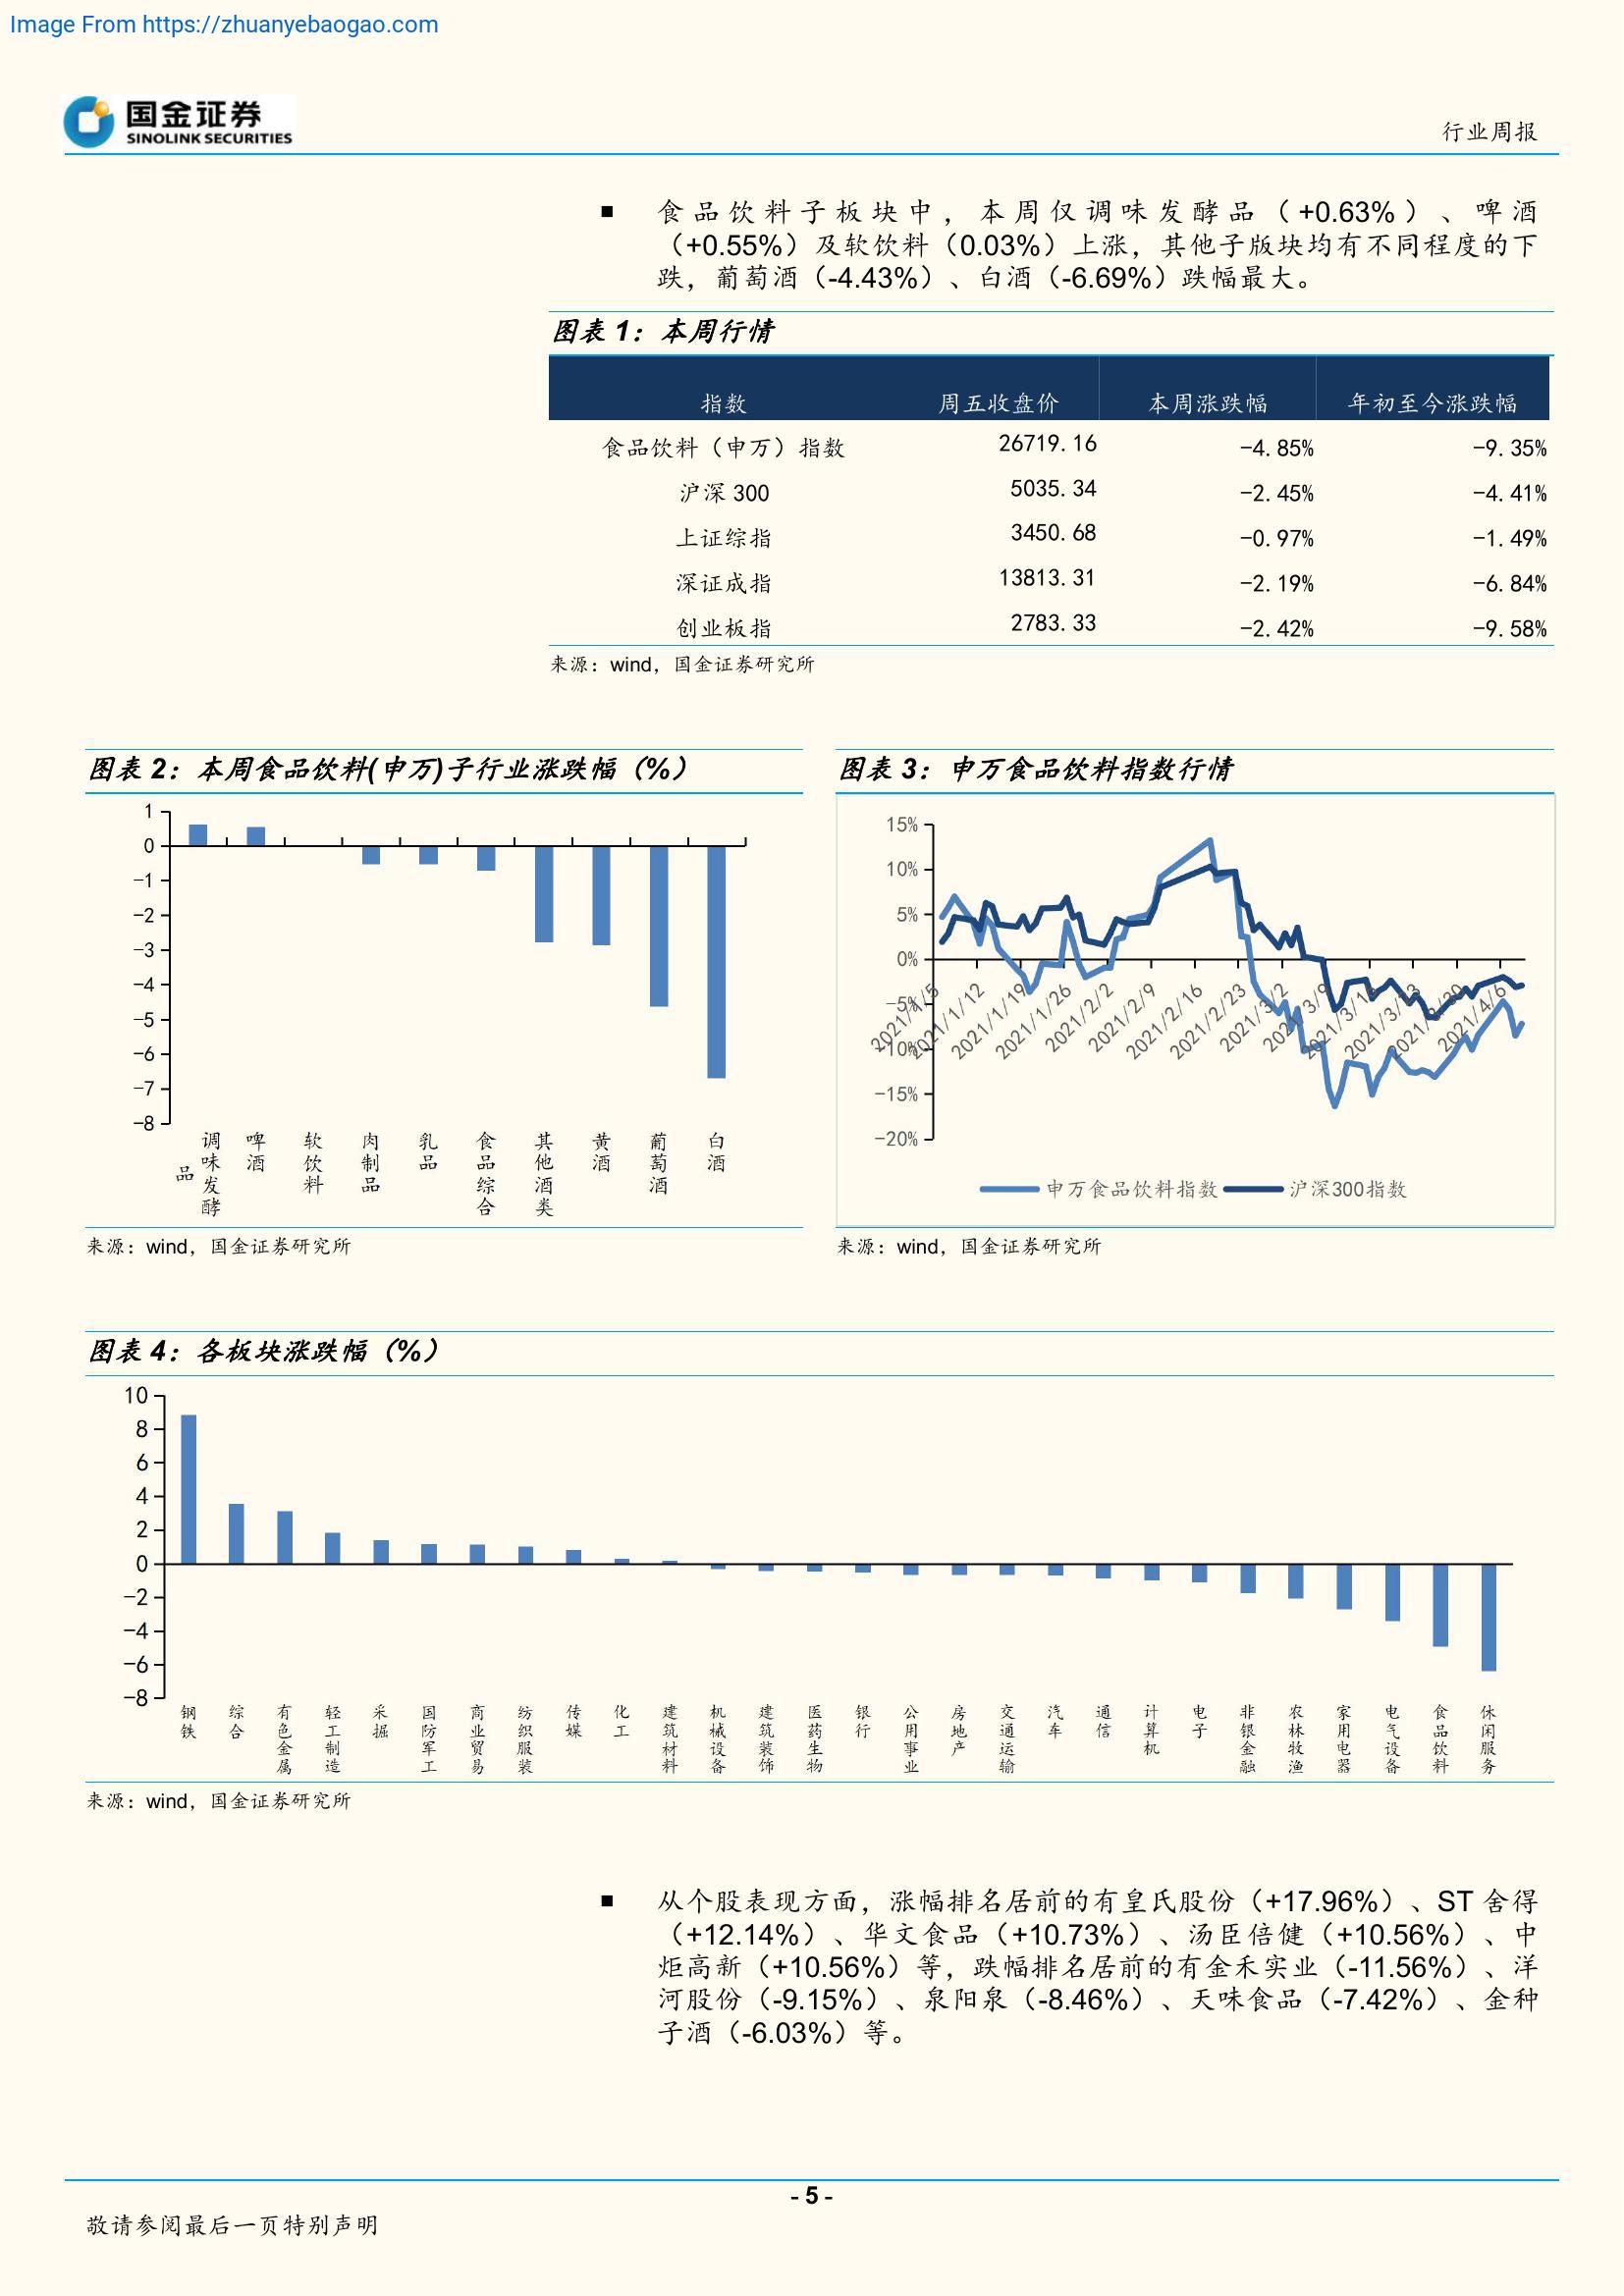 Image From https://zhuanyebaogao.com
国金证券
SINOLINK SECURITIES
行业周报
■ 食品饮料子板块中，本周仅调味发酵品（+0.63%）、啤酒
（+0.55%）及软饮料（0.03%）上涨，其他子版块均有不同程度的下
跌，葡萄酒（-4.43%）、白酒（-6.69%）跌幅最大。
图表 1：本周行情
指数 周五收盘价 本周涨跌幅 年初至今涨跌幅
食品饮料（申万）指数 26719.16 -4.85% -9.35%
沪深 300 5035.34 -2.45% -4.41%
上证综指 3450.68 -0.97% -1.49%
深证成指 13813.31 -2.19% -6.84%
创业板指 2783.33 -2.42% -9.58%
来源：wind，国金证券研究所
图表 2：本周食品饮料(申万)子行业涨跌幅（%）
1
0
-1
-2
-3
-4
-5
-6
-7
-8
调味发酵品 啤酒 软饮料 肉制品 乳品 食品综合 其他酒类 黄酒 葡萄酒 白酒
来源：wind，国金证券研究所
图表 3：申万食品饮料指数行情
15%
10%
5%
0%
-5%
-10%
-15%
-20%
2021/1/5 2021/1/12 2021/1/19 2021/1/26 2021/2/2 2021/2/9 2021/2/16 2021/2/23 2021/3/2 2021/3/9 2021/3/16 2021/3/23 2021/3/30 2021/4/6
申万食品饮料指数 沪深300指数
来源：wind，国金证券研究所
图表 4：各板块涨跌幅（%）
10
8
6
4
2
0
-2
-4
-6
-8
钢铁 综合 有色金属 轻工制造 采掘 国防军工 商业贸易 纺织服装 传媒 化工 建筑材料 机械设备 建筑装饰 医药生物 银行 公用事业 房地产 交通运输 汽车 通信 计算机 电子 非银金融 农林牧渔 家用电器 电气设备 食品饮料 休闲服务
来源：wind，国金证券研究所
■ 从个股表现方面，涨幅排名居前的有皇氏股份（+17.96%）、ST 舍得
（+12.14%）、华文食品（+10.73%）、汤臣倍健（+10.56%）、中
炬高新（+10.56%）等，跌幅排名居前的有金禾实业（-11.56%）、洋
河股份（-9.15%）、泉阳泉（-8.46%）、天味食品（-7.42%）、金种
子酒（-6.03%）等。
- 5 -
敬请参阅最后一页特别声明